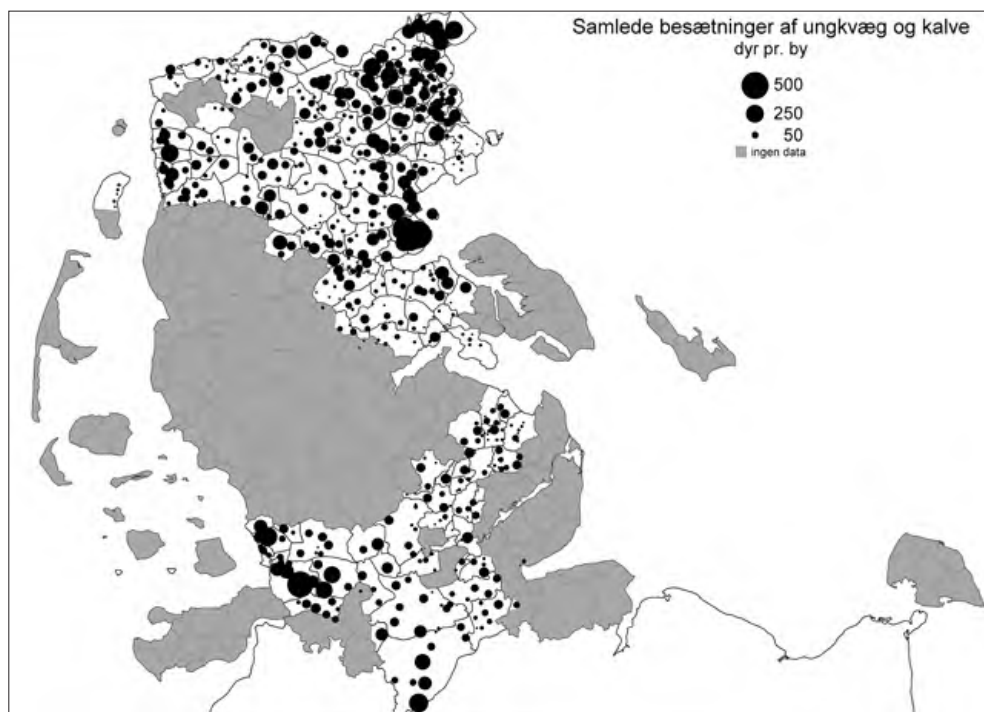 Samlede besætninger af ungkvæg og kalve
dyr pr. by
500
250
50
ingen data